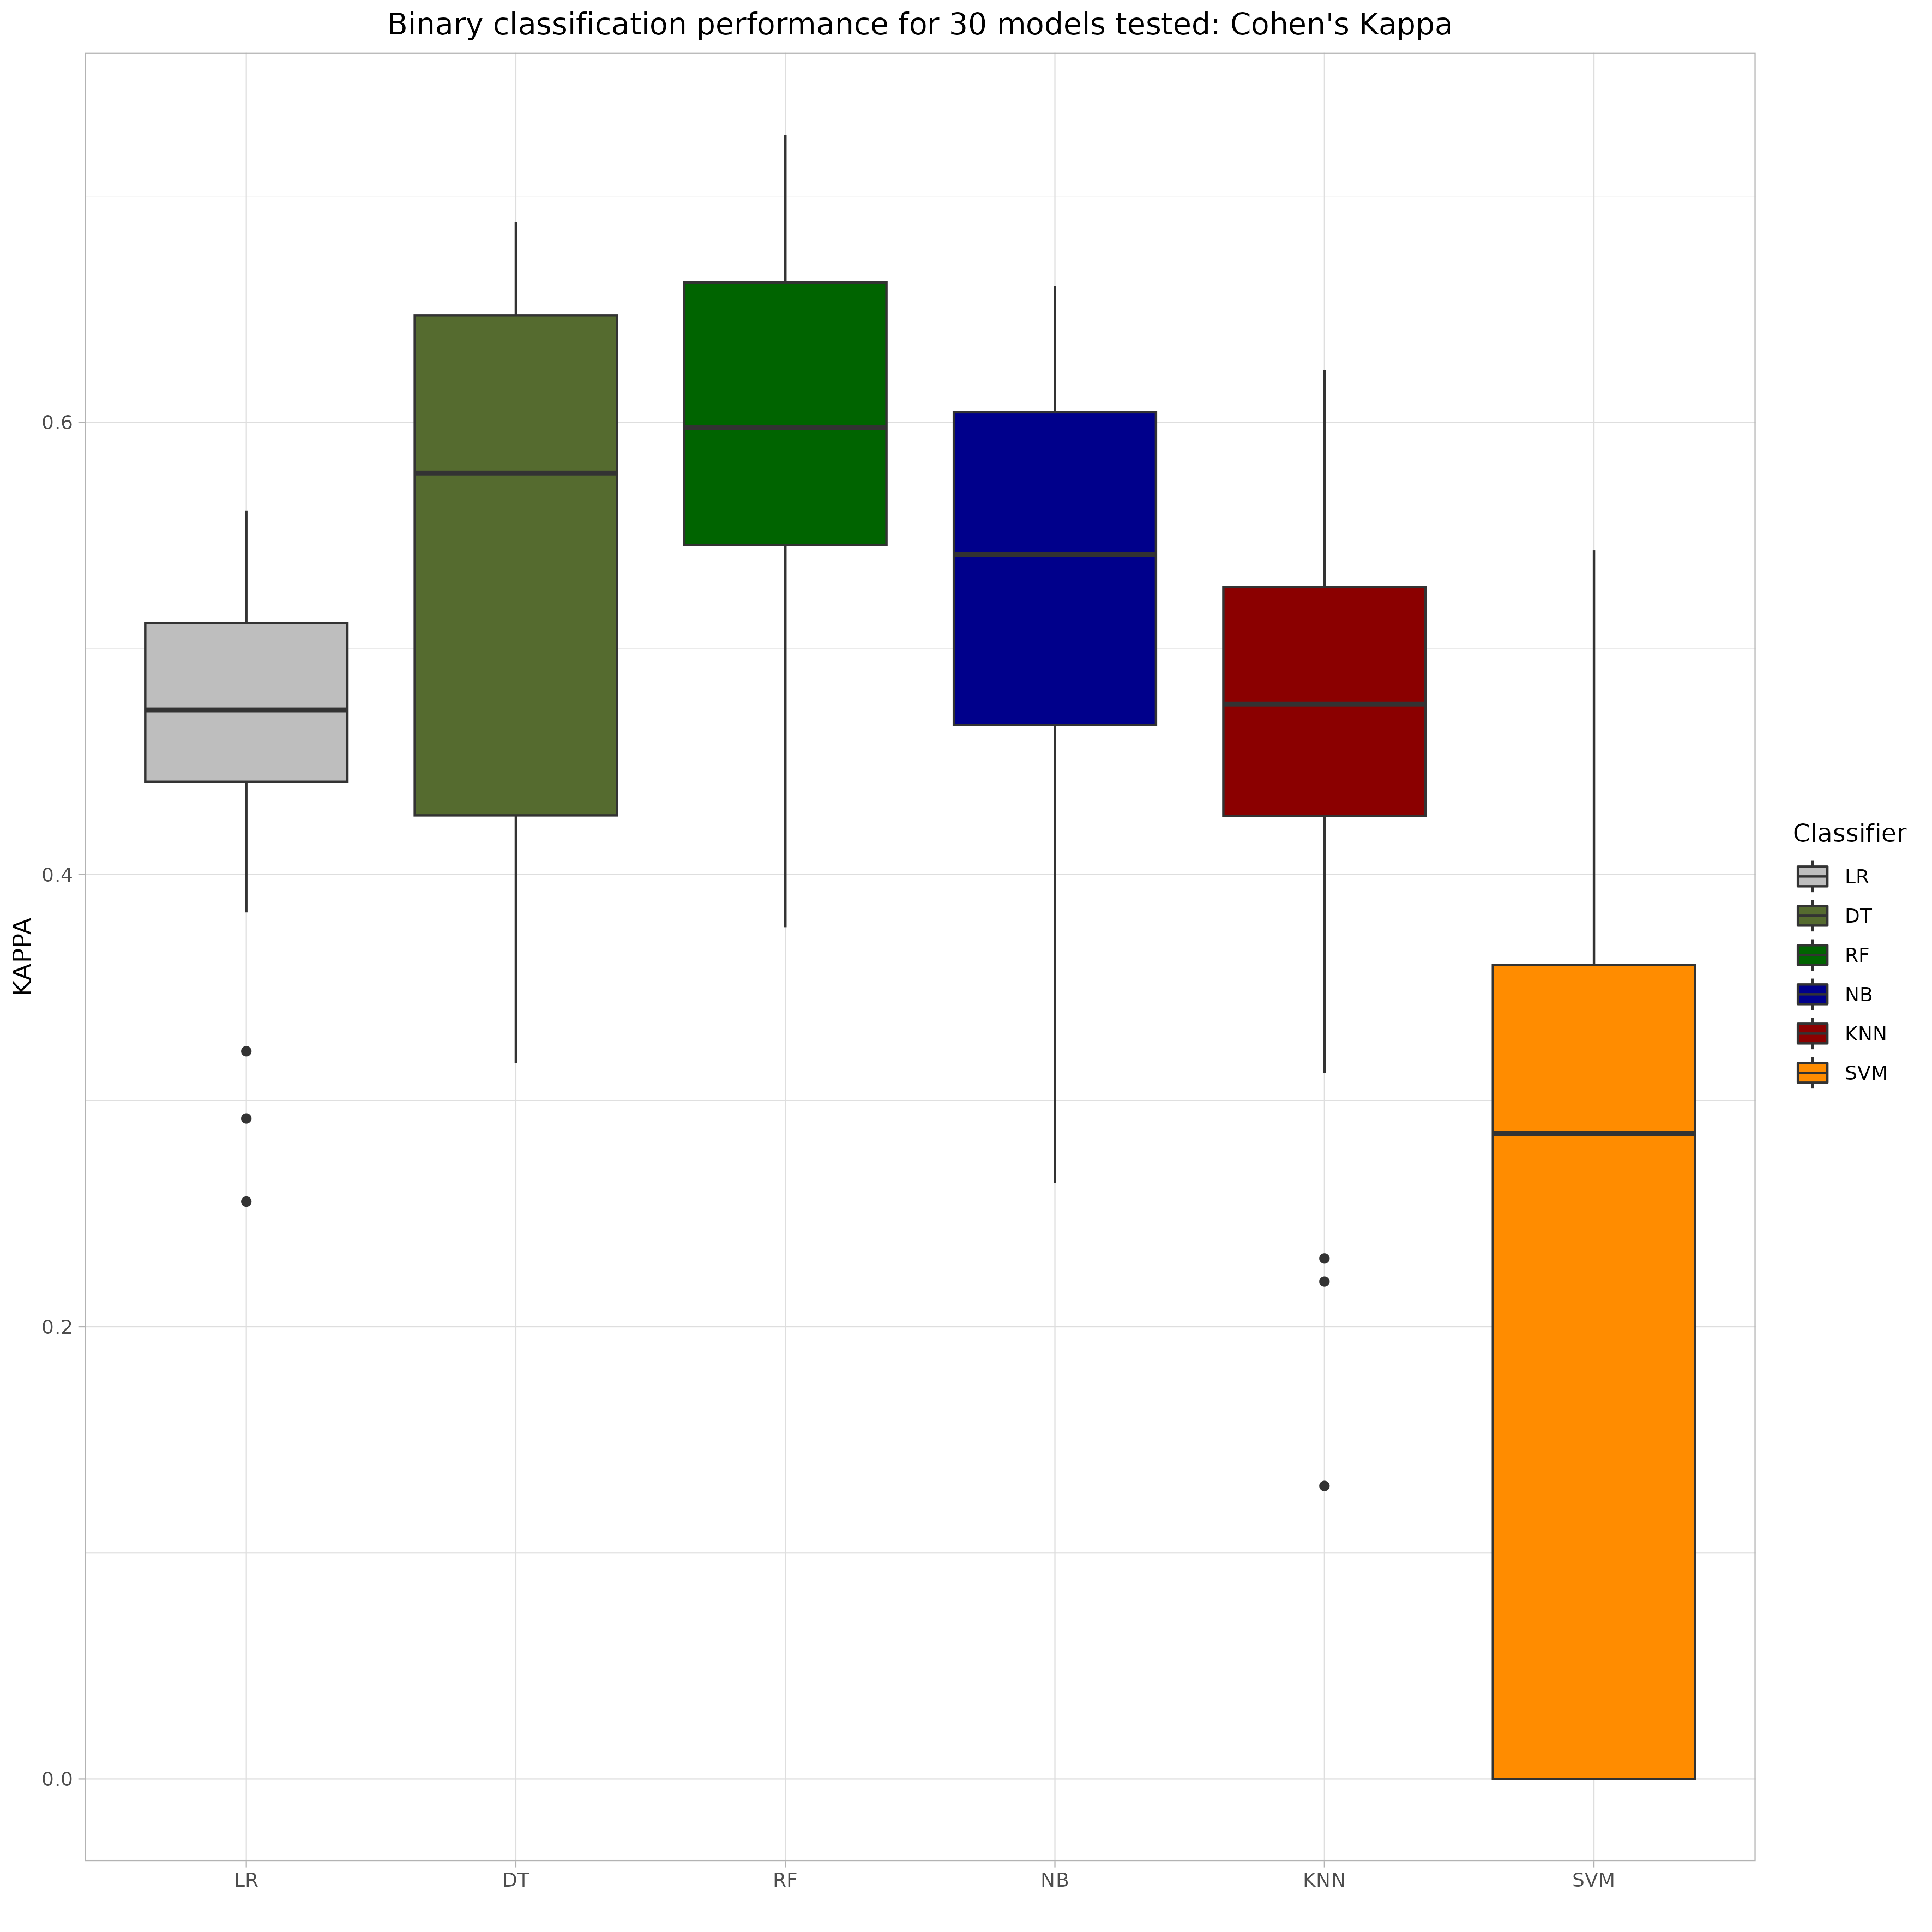 Binary classification performance for 30 models tested: Cohen's Kappa
KAPPA
0.6
0.4
0.2
0.0
LR DT RF NB KNN SVM
Classifier
LR
DT
RF
NB
KNN
SVM